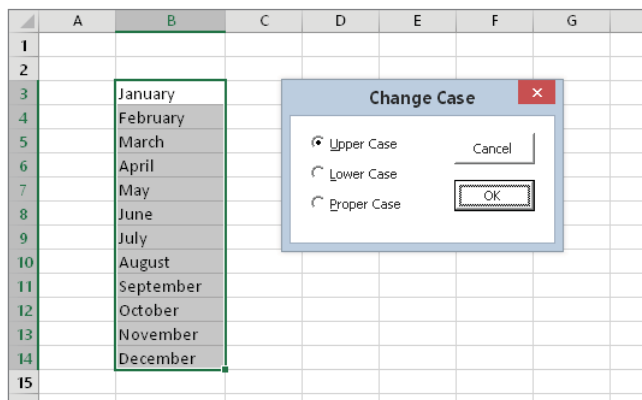 A B C D E F G
1
2
3 January
4 February
5 March
6 April
7 May
8 June
9 July
10 August
11 September
12 October
13 November
14 December
15
Change Case
Upper Case
Cancel
Lower Case
OK
Proper Case